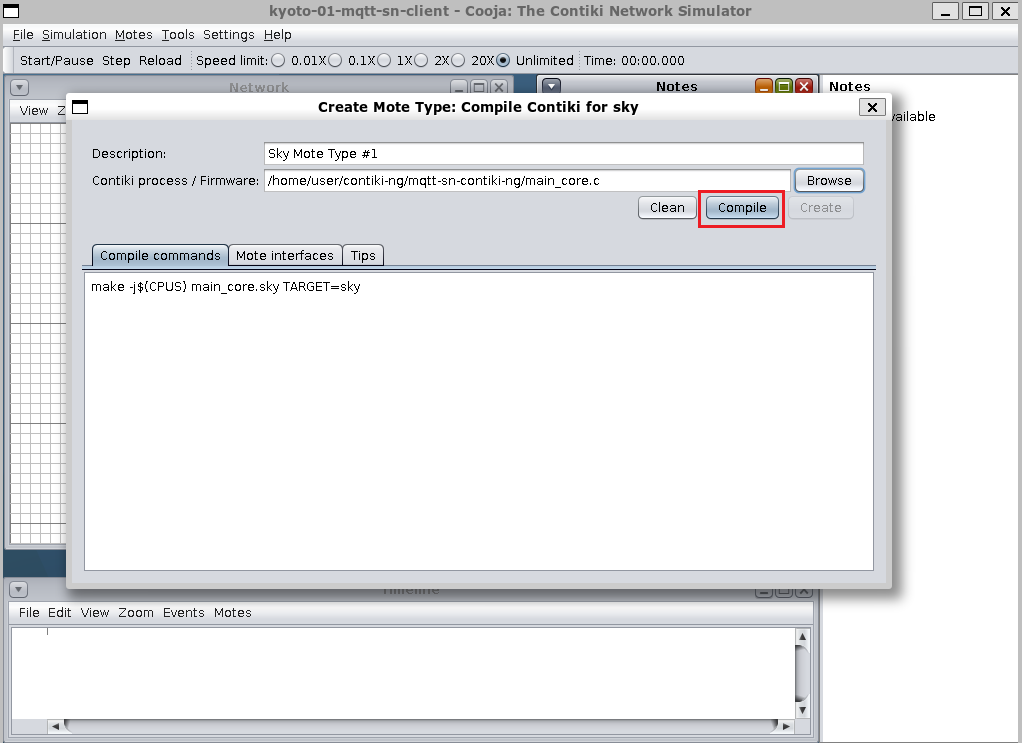 kyoto-01-mqtt-sn-client - Cooja: The Contiki Network Simulator
File Simulation Motes Tools Settings Help
Start/Pause Step Reload Speed limit: 0.01X 0.1X 1X 2X 20X Unlimited Time: 00:00.000
Network
Notes
Notes
View Z
vailable
Create Mote Type: Compile Contiki for sky
Description: Sky Mote Type #1
Contiki process / Firmware: /home/user/contiki-ng/mqtt-sn-contiki-ng/main_core.c Browse
Clean Compile Create
Compile commands Mote interfaces Tips
make -j$(CPUS) main_core.sky TARGET=sky
Timeline
File Edit View Zoom Events Motes